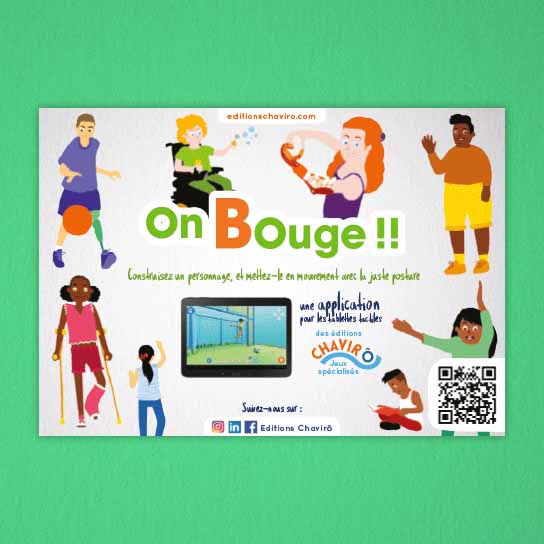 editionschaviro.com
On Bouge !!
Construisez un personnage, et mettez-le en mouvement avec la juste posture
une application
pour les tablettes tactiles
des éditions
CHAVIRÔ
Jeux
spécialisés
Suivez-nous sur :
Editions Chavirô